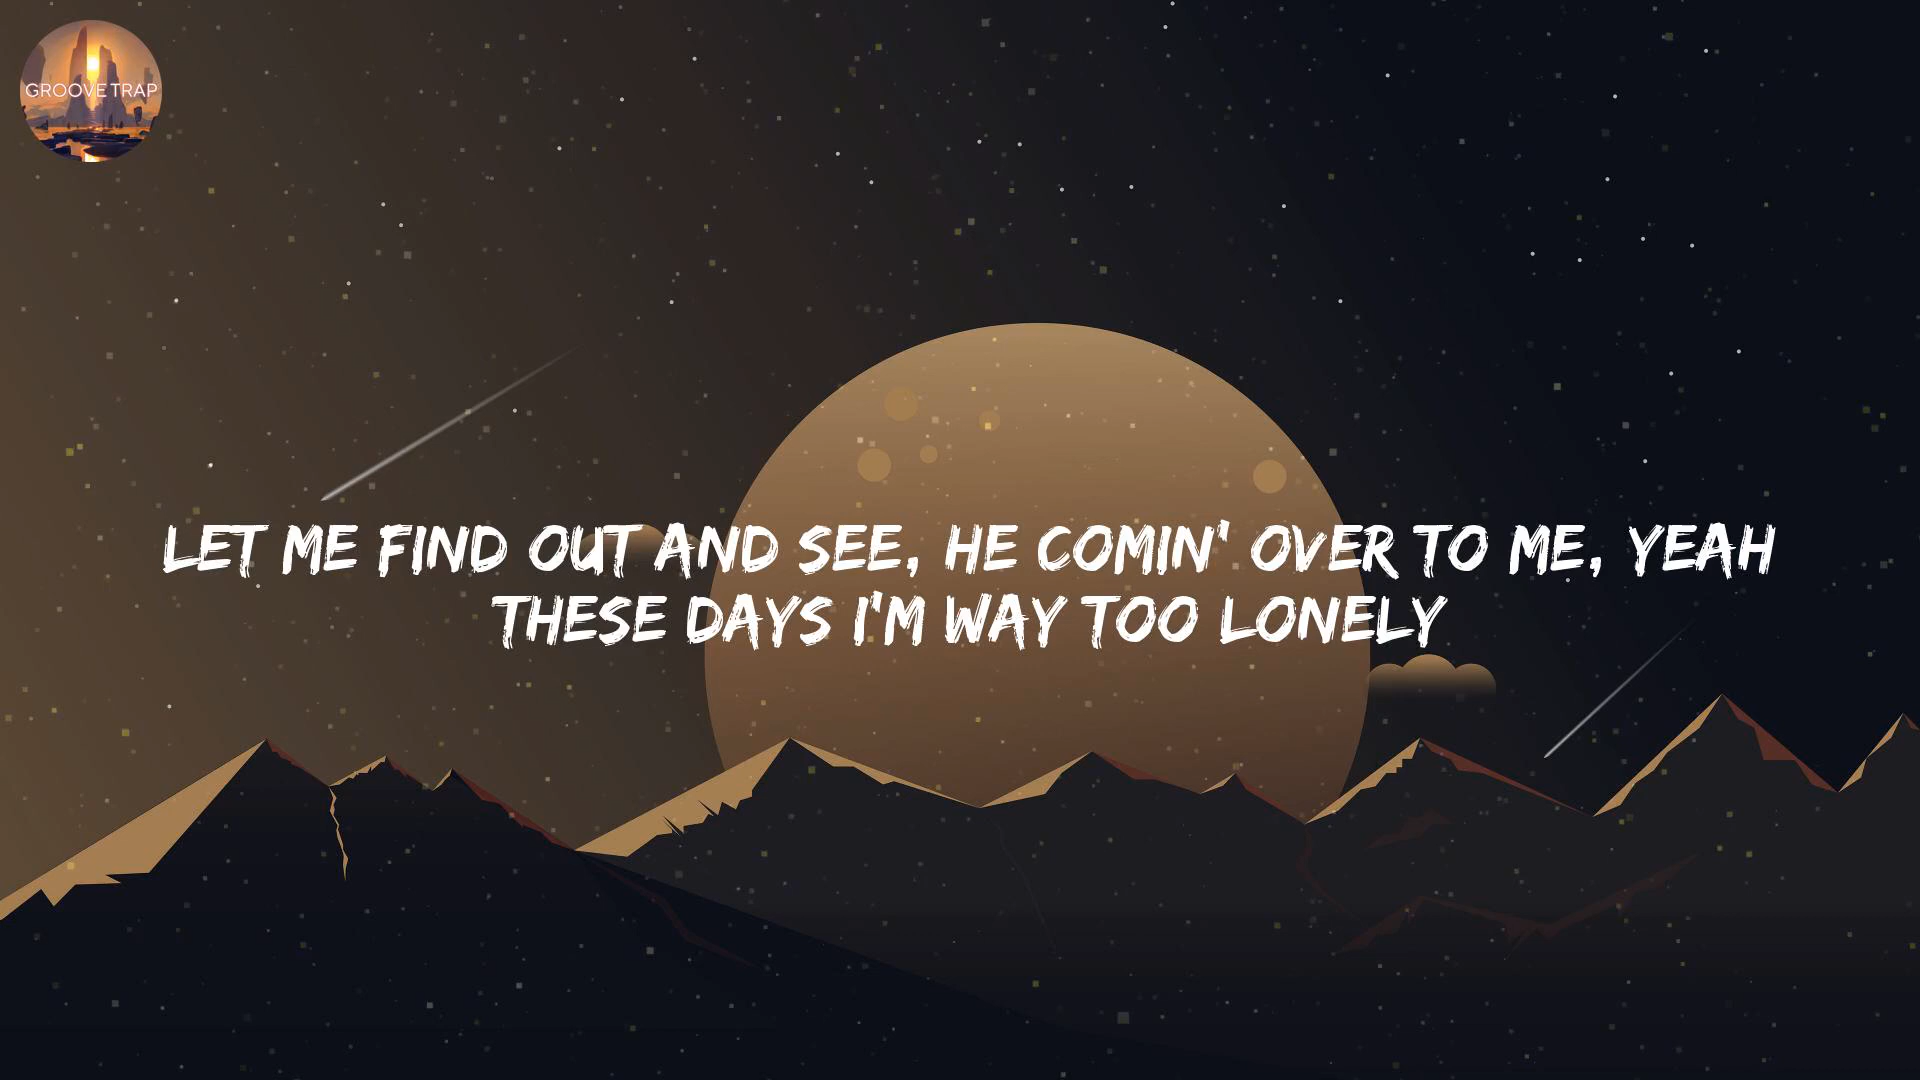 GROOVE TRAP
LET ME FIND OUT AND SEE, HE COMIN' OVER TO ME, YEAH
THESE DAYS I'M WAY TOO LONELY